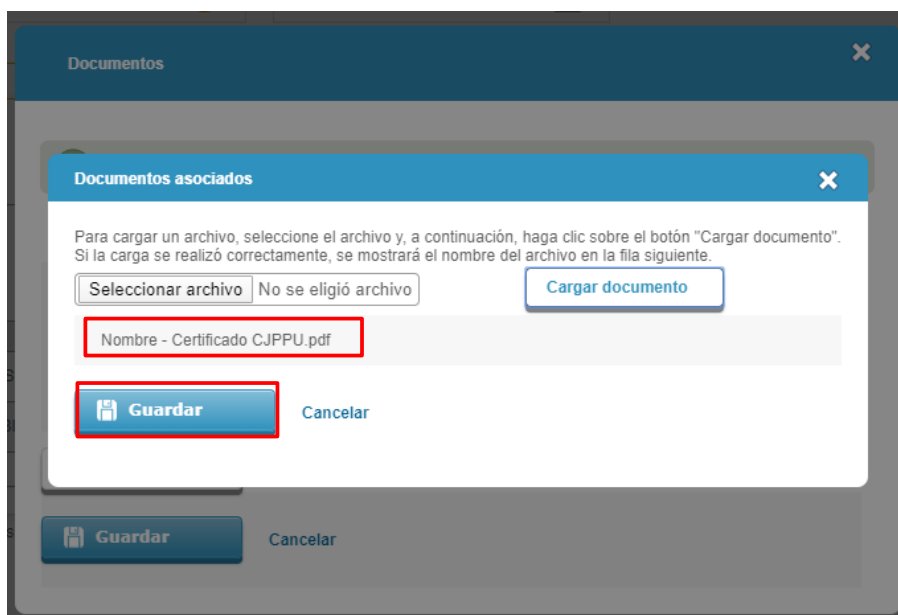 Documentos
Documentos asociados
Para cargar un archivo, seleccione el archivo y, a continuación, haga clic sobre el botón "Cargar documento".
Si la carga se realizó correctamente, se mostrará el nombre del archivo en la fila siguiente.
Seleccionar archivo No se eligió archivo Cargar documento
Nombre - Certificado CJPPU.pdf
Guardar Cancelar
Guardar Cancelar